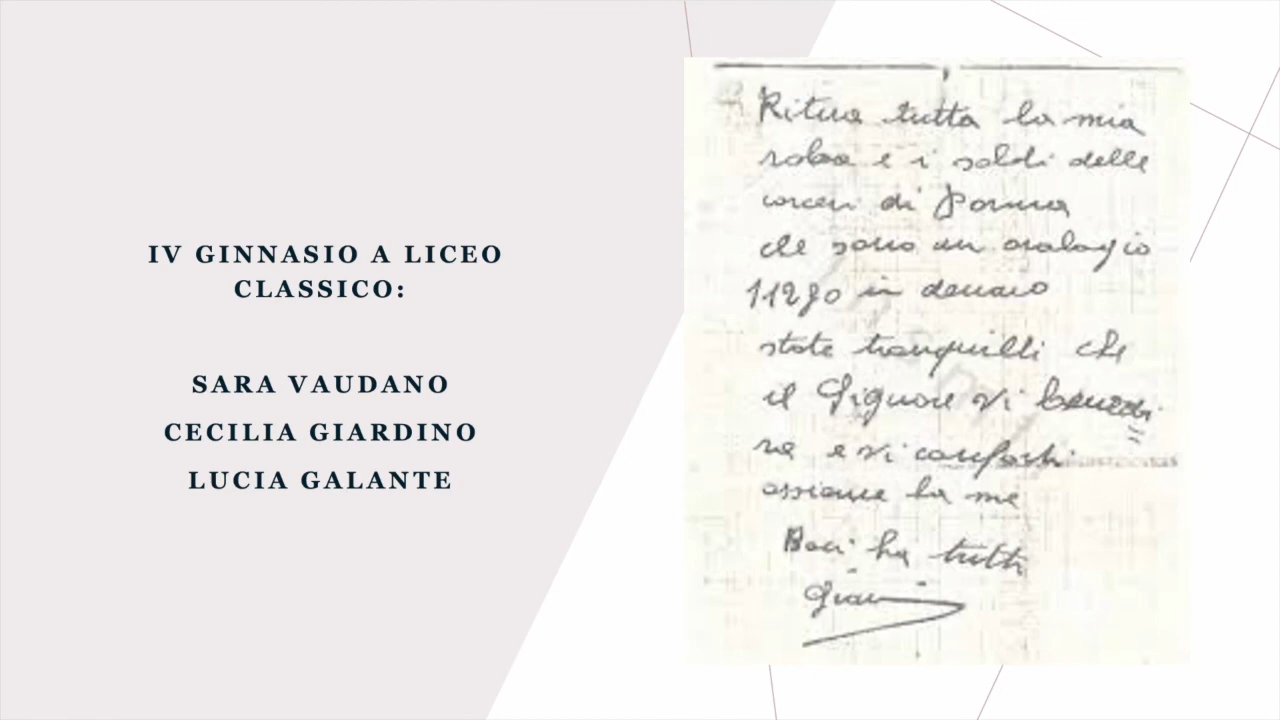 IV GINNASIO A LICEO
CLASSICO:
SARA VAUDANO
CECILIA GIARDINO
LUCIA GALANTE
Ritira tutta la mia
roba e i soldi delle
carceri di Parma
che sono un orologio
in denaro
state tranquilli che
il Signore vi benedi
ra e vi conforti
assieme ha me
Baci ha tutti